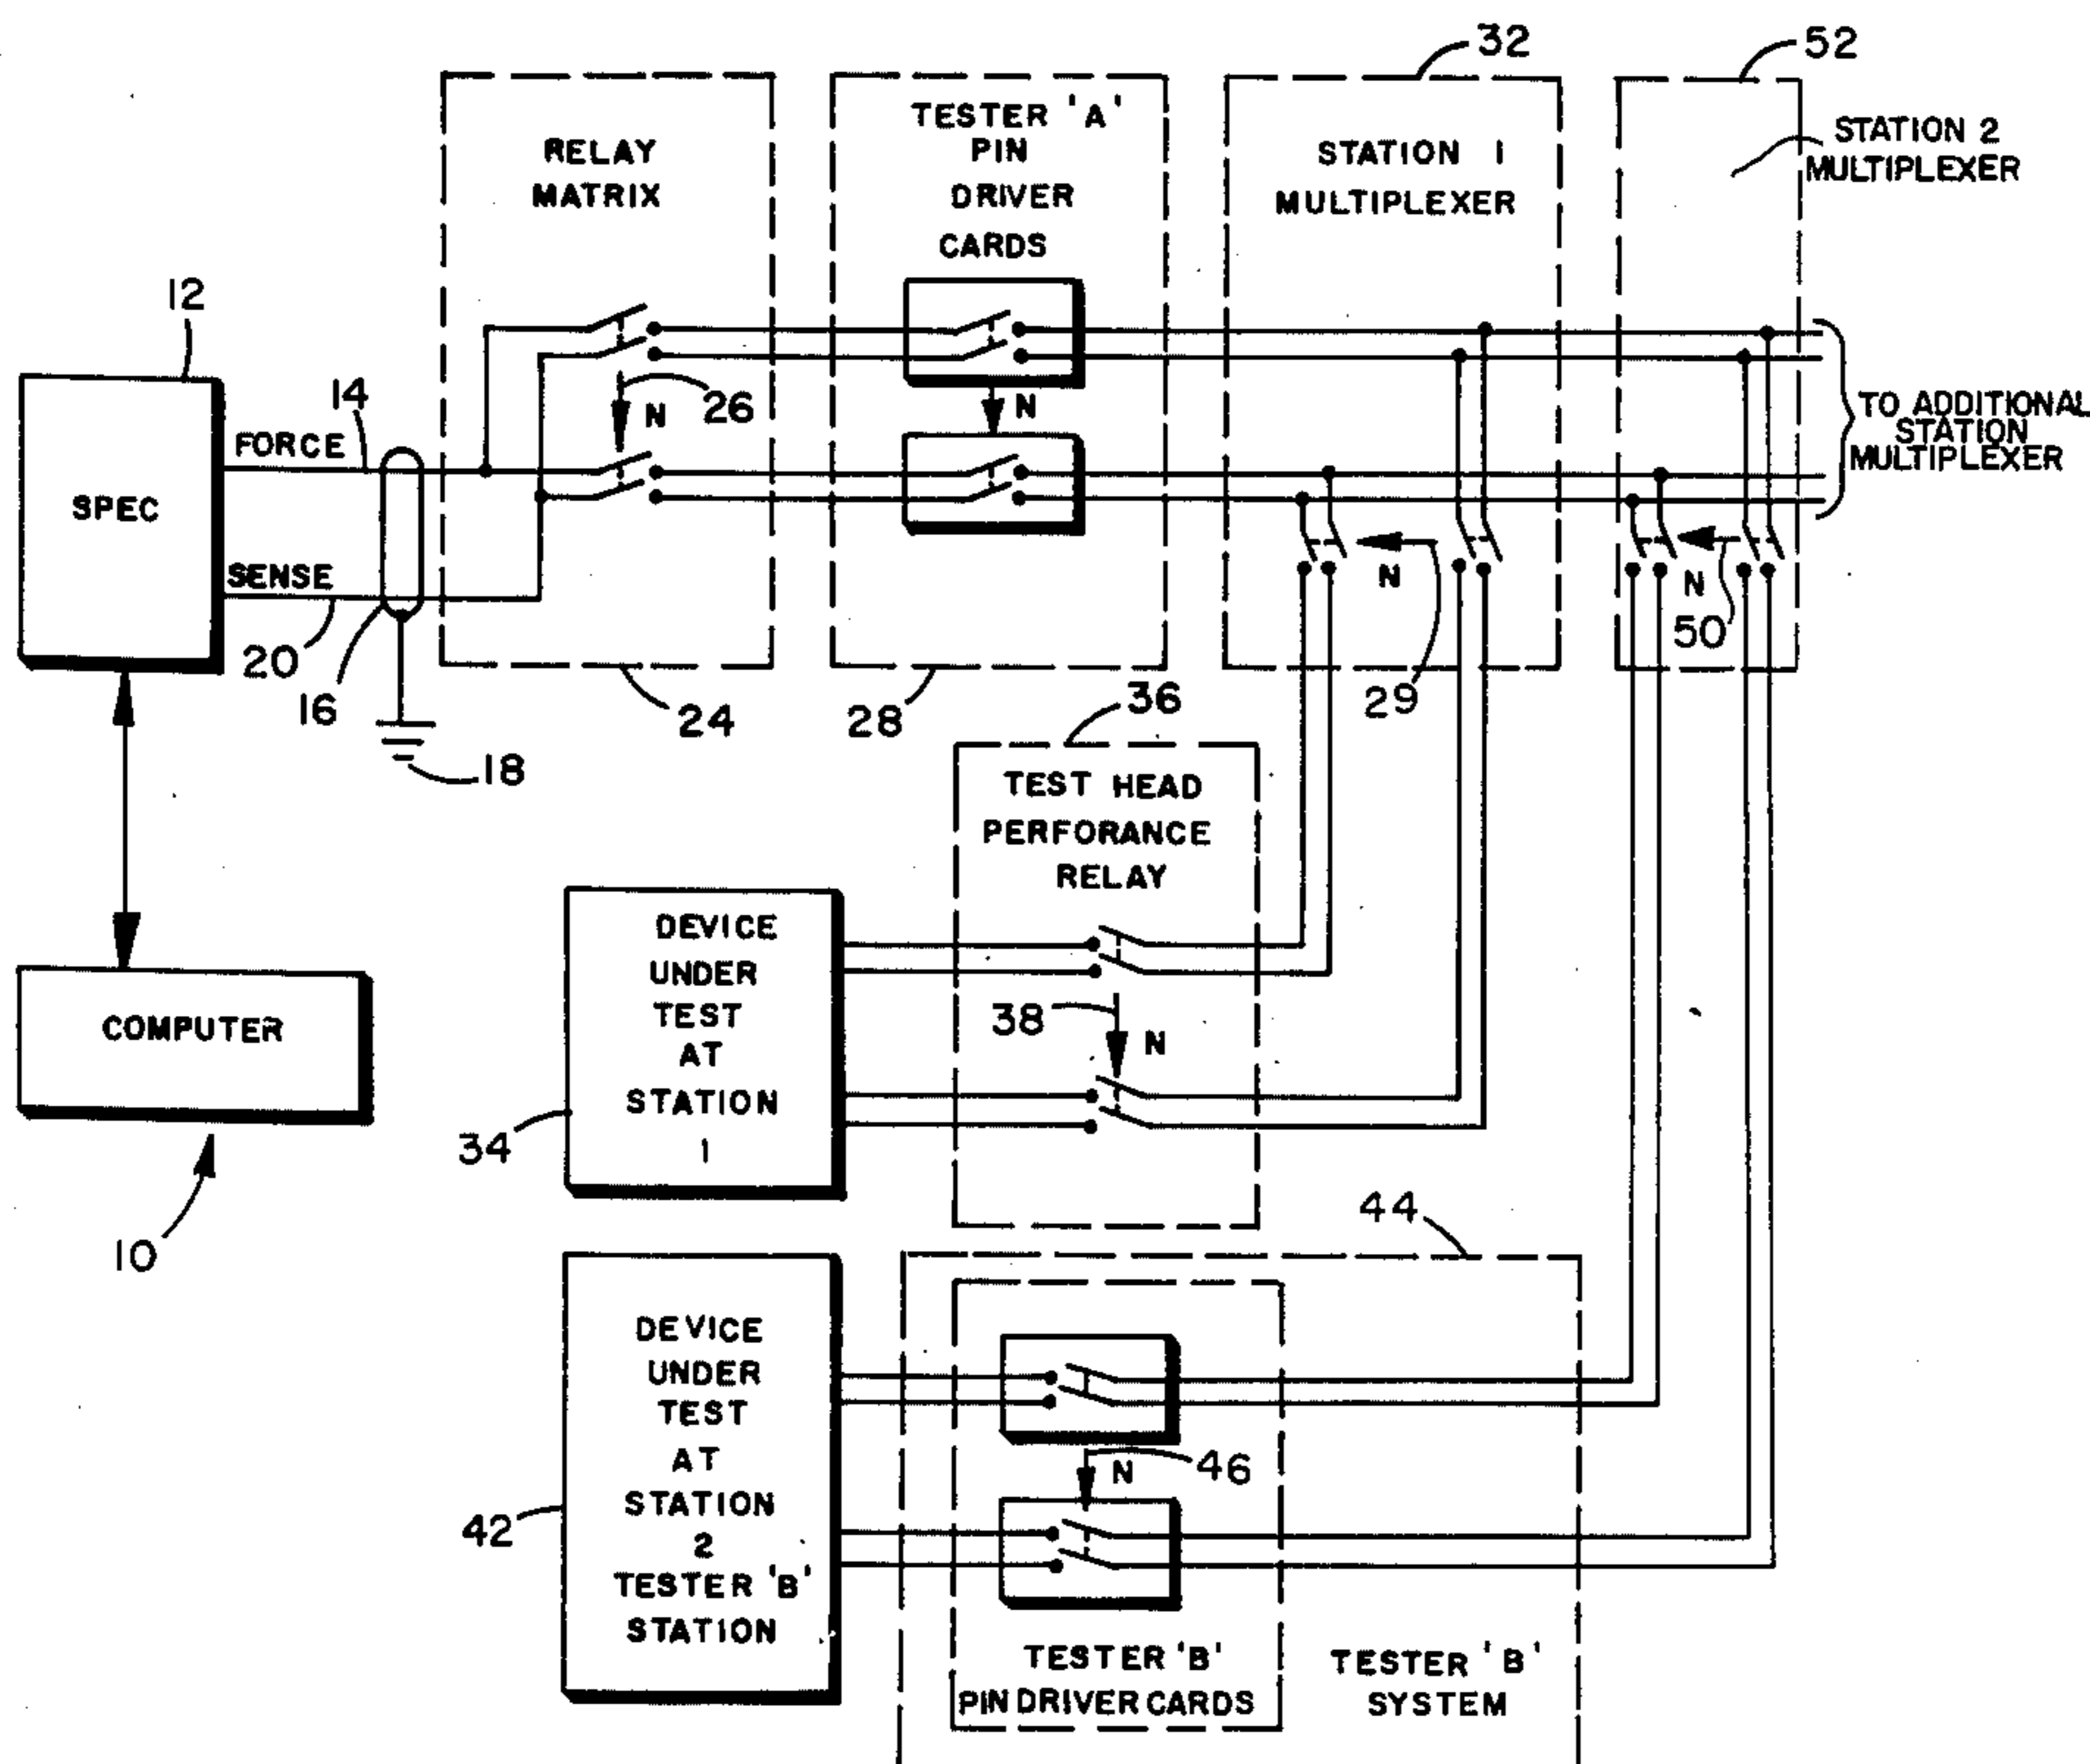 32
52
RELAY
MATRIX
TESTER 'A'
PIN
DRIVER
CARDS
STATION 1
MULTIPLEXER
STATION 2
MULTIPLEXER
12
14
FORCE
SPEC
SENSE
20
16
18
26
N
24
N
28
N
29
N
50
TO ADDITIONAL
STATION
MULTIPLEXER
36
TEST HEAD
PERFORANCE
RELAY
38
N
COMPUTER
10
DEVICE
UNDER
TEST
AT
STATION
1
34
44
DEVICE
UNDER
TEST
AT
STATION
2
TESTER 'B'
STATION
42
N
46
TESTER 'B'
PIN DRIVER CARDS
TESTER 'B'
SYSTEM